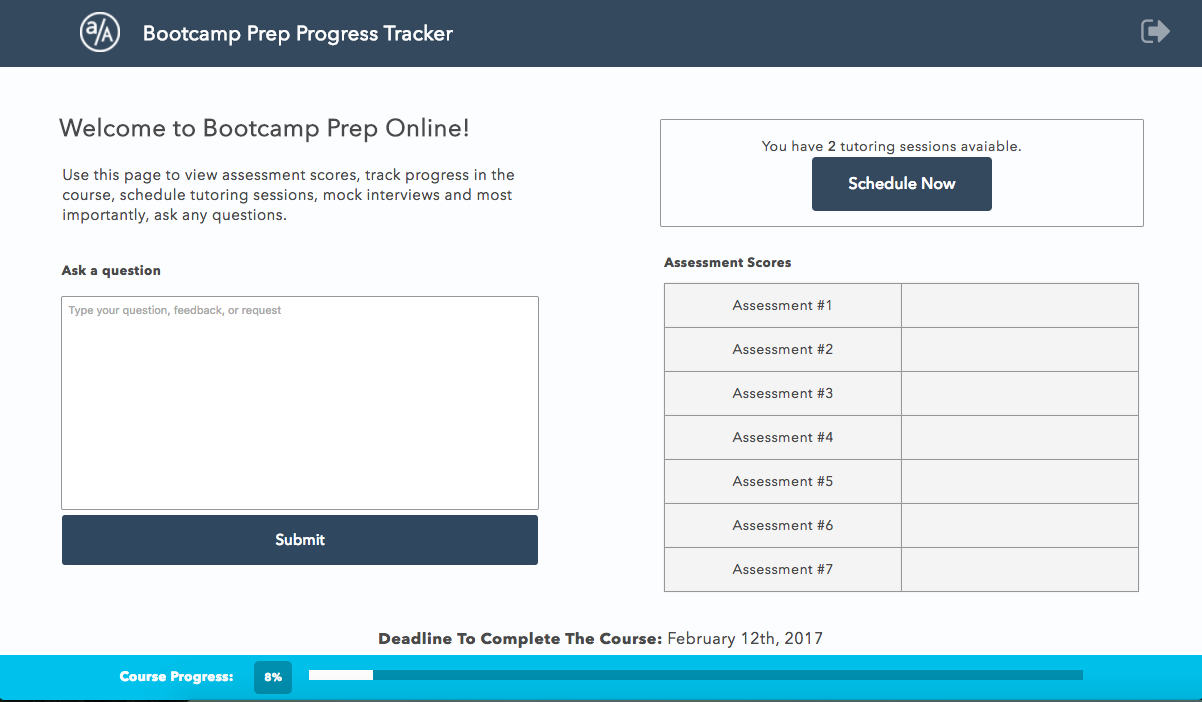 a/A
Bootcamp Prep Progress Tracker
Welcome to Bootcamp Prep Online!
Use this page to view assessment scores, track progress in the
course, schedule tutoring sessions, mock interviews and most
importantly, ask any questions.
Ask a question
Type your question, feedback, or request
Submit
You have 2 tutoring sessions avaiable.
Schedule Now
Assessment Scores
Assessment #1
Assessment #2
Assessment #3
Assessment #4
Assessment #5
Assessment #6
Assessment #7
Deadline To Complete The Course: February 12th, 2017
Course Progress: 8%